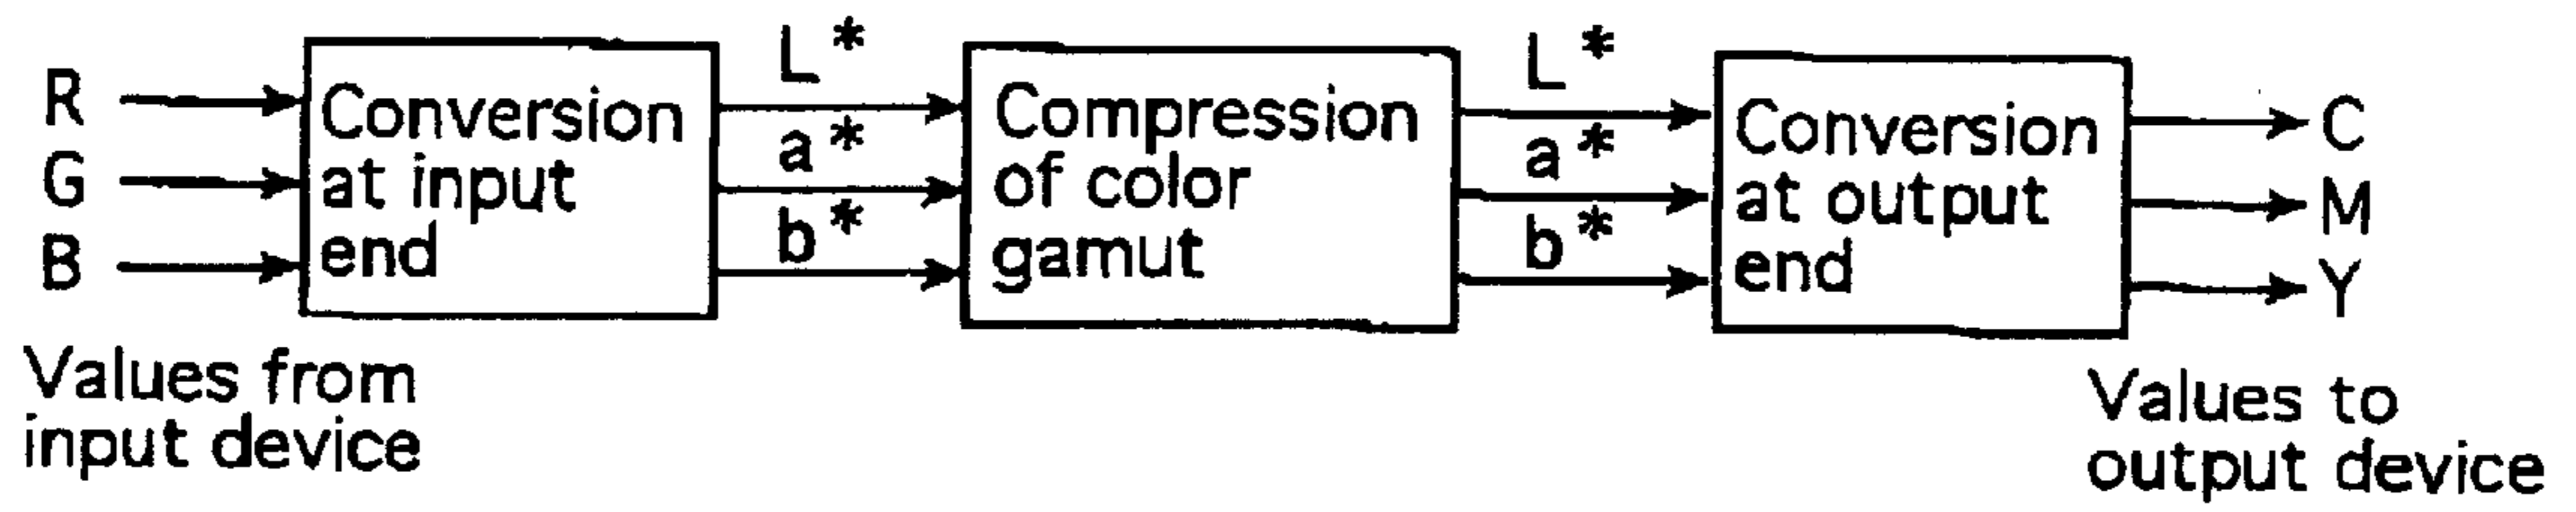 R
G
B
Conversion
at input
end
L*
a*
b*
Compression
of color
gamut
L*
a*
b*
Conversion
at output
end
C
M
Y
Values from
input device
Values to
output device